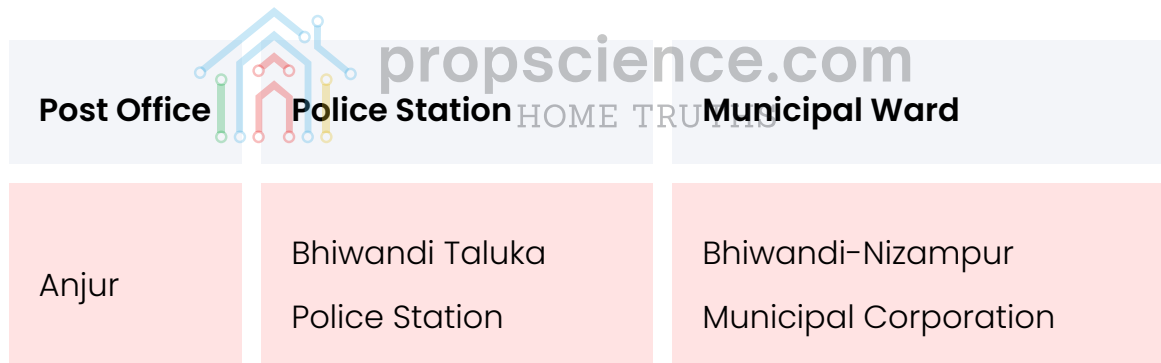 propscience.com
HOME TRUTHS
Post Office Police Station Municipal Ward
Anjur
Bhiwandi Taluka
Police Station
Bhiwandi-Nizampur
Municipal Corporation